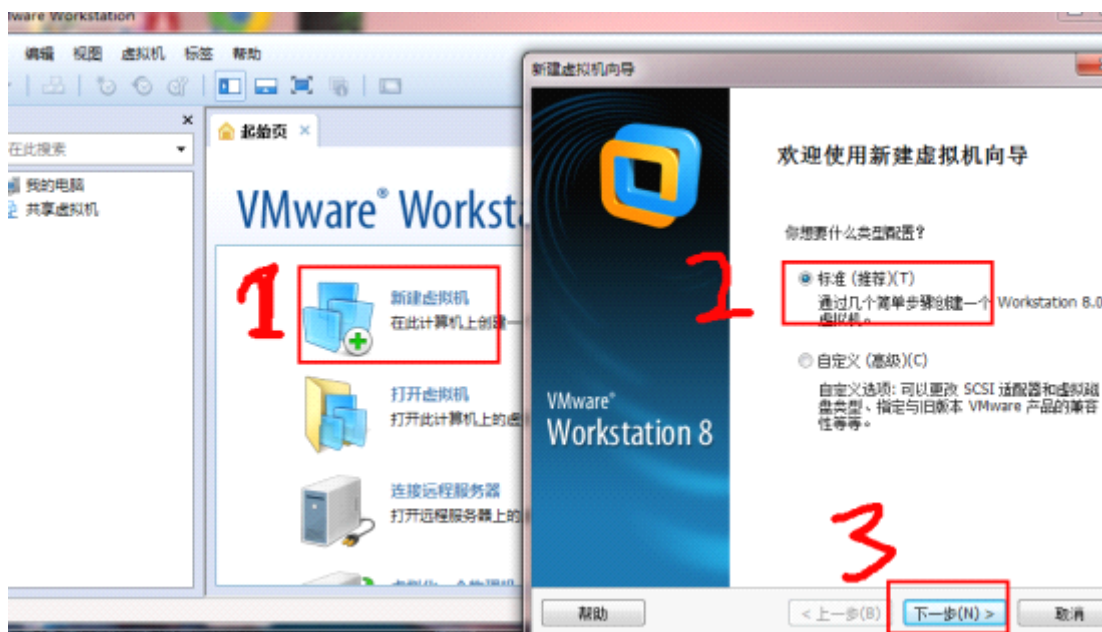 ware Workstation
编辑 视图 虚拟机 标签 帮助
在此搜索
我的电脑
共享虚拟机
起始页
VMware® Worksta
1
新建虚拟机
在此计算机上创建一
打开虚拟机
打开此计算机上的虚
连接远程服务器
打开远程服务器上的
新建虚拟机向导
欢迎使用新建虚拟机向导
你想要什么类型配置?
2
标准 (推荐)(T)
通过几个简单步骤创建一个 Workstation 8.0
虚拟机。
自定义 (高级)(C)
自定义选项: 可以更改 SCSI 适配器和虚拟磁
盘类型、指定与旧版本 VMware 产品的兼容
性等等。
VMware®
Workstation 8
3
帮助
< 上一步(B)
下一步(N) >
取消